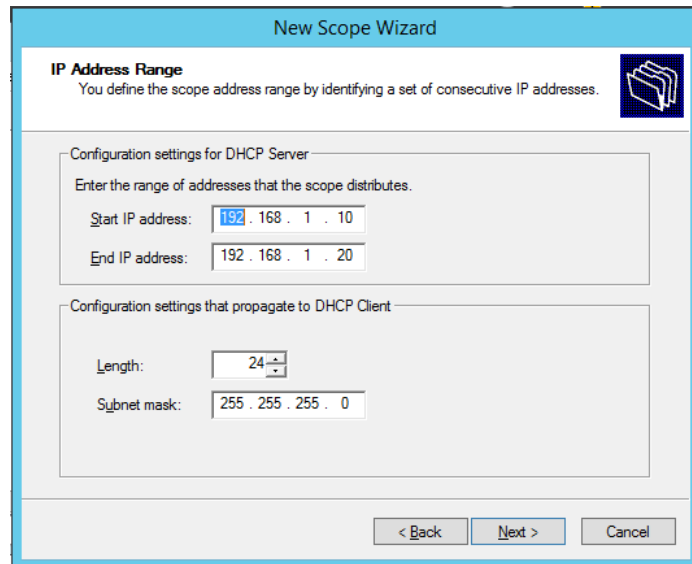 New Scope Wizard
IP Address Range
You define the scope address range by identifying a set of consecutive IP addresses.
Configuration settings for DHCP Server
Enter the range of addresses that the scope distributes.
Start IP address: 192 . 168 . 1 . 10
End IP address: 192 . 168 . 1 . 20
Configuration settings that propagate to DHCP Client
Length: 24
Subnet mask: 255 . 255 . 255 . 0
< Back Next > Cancel